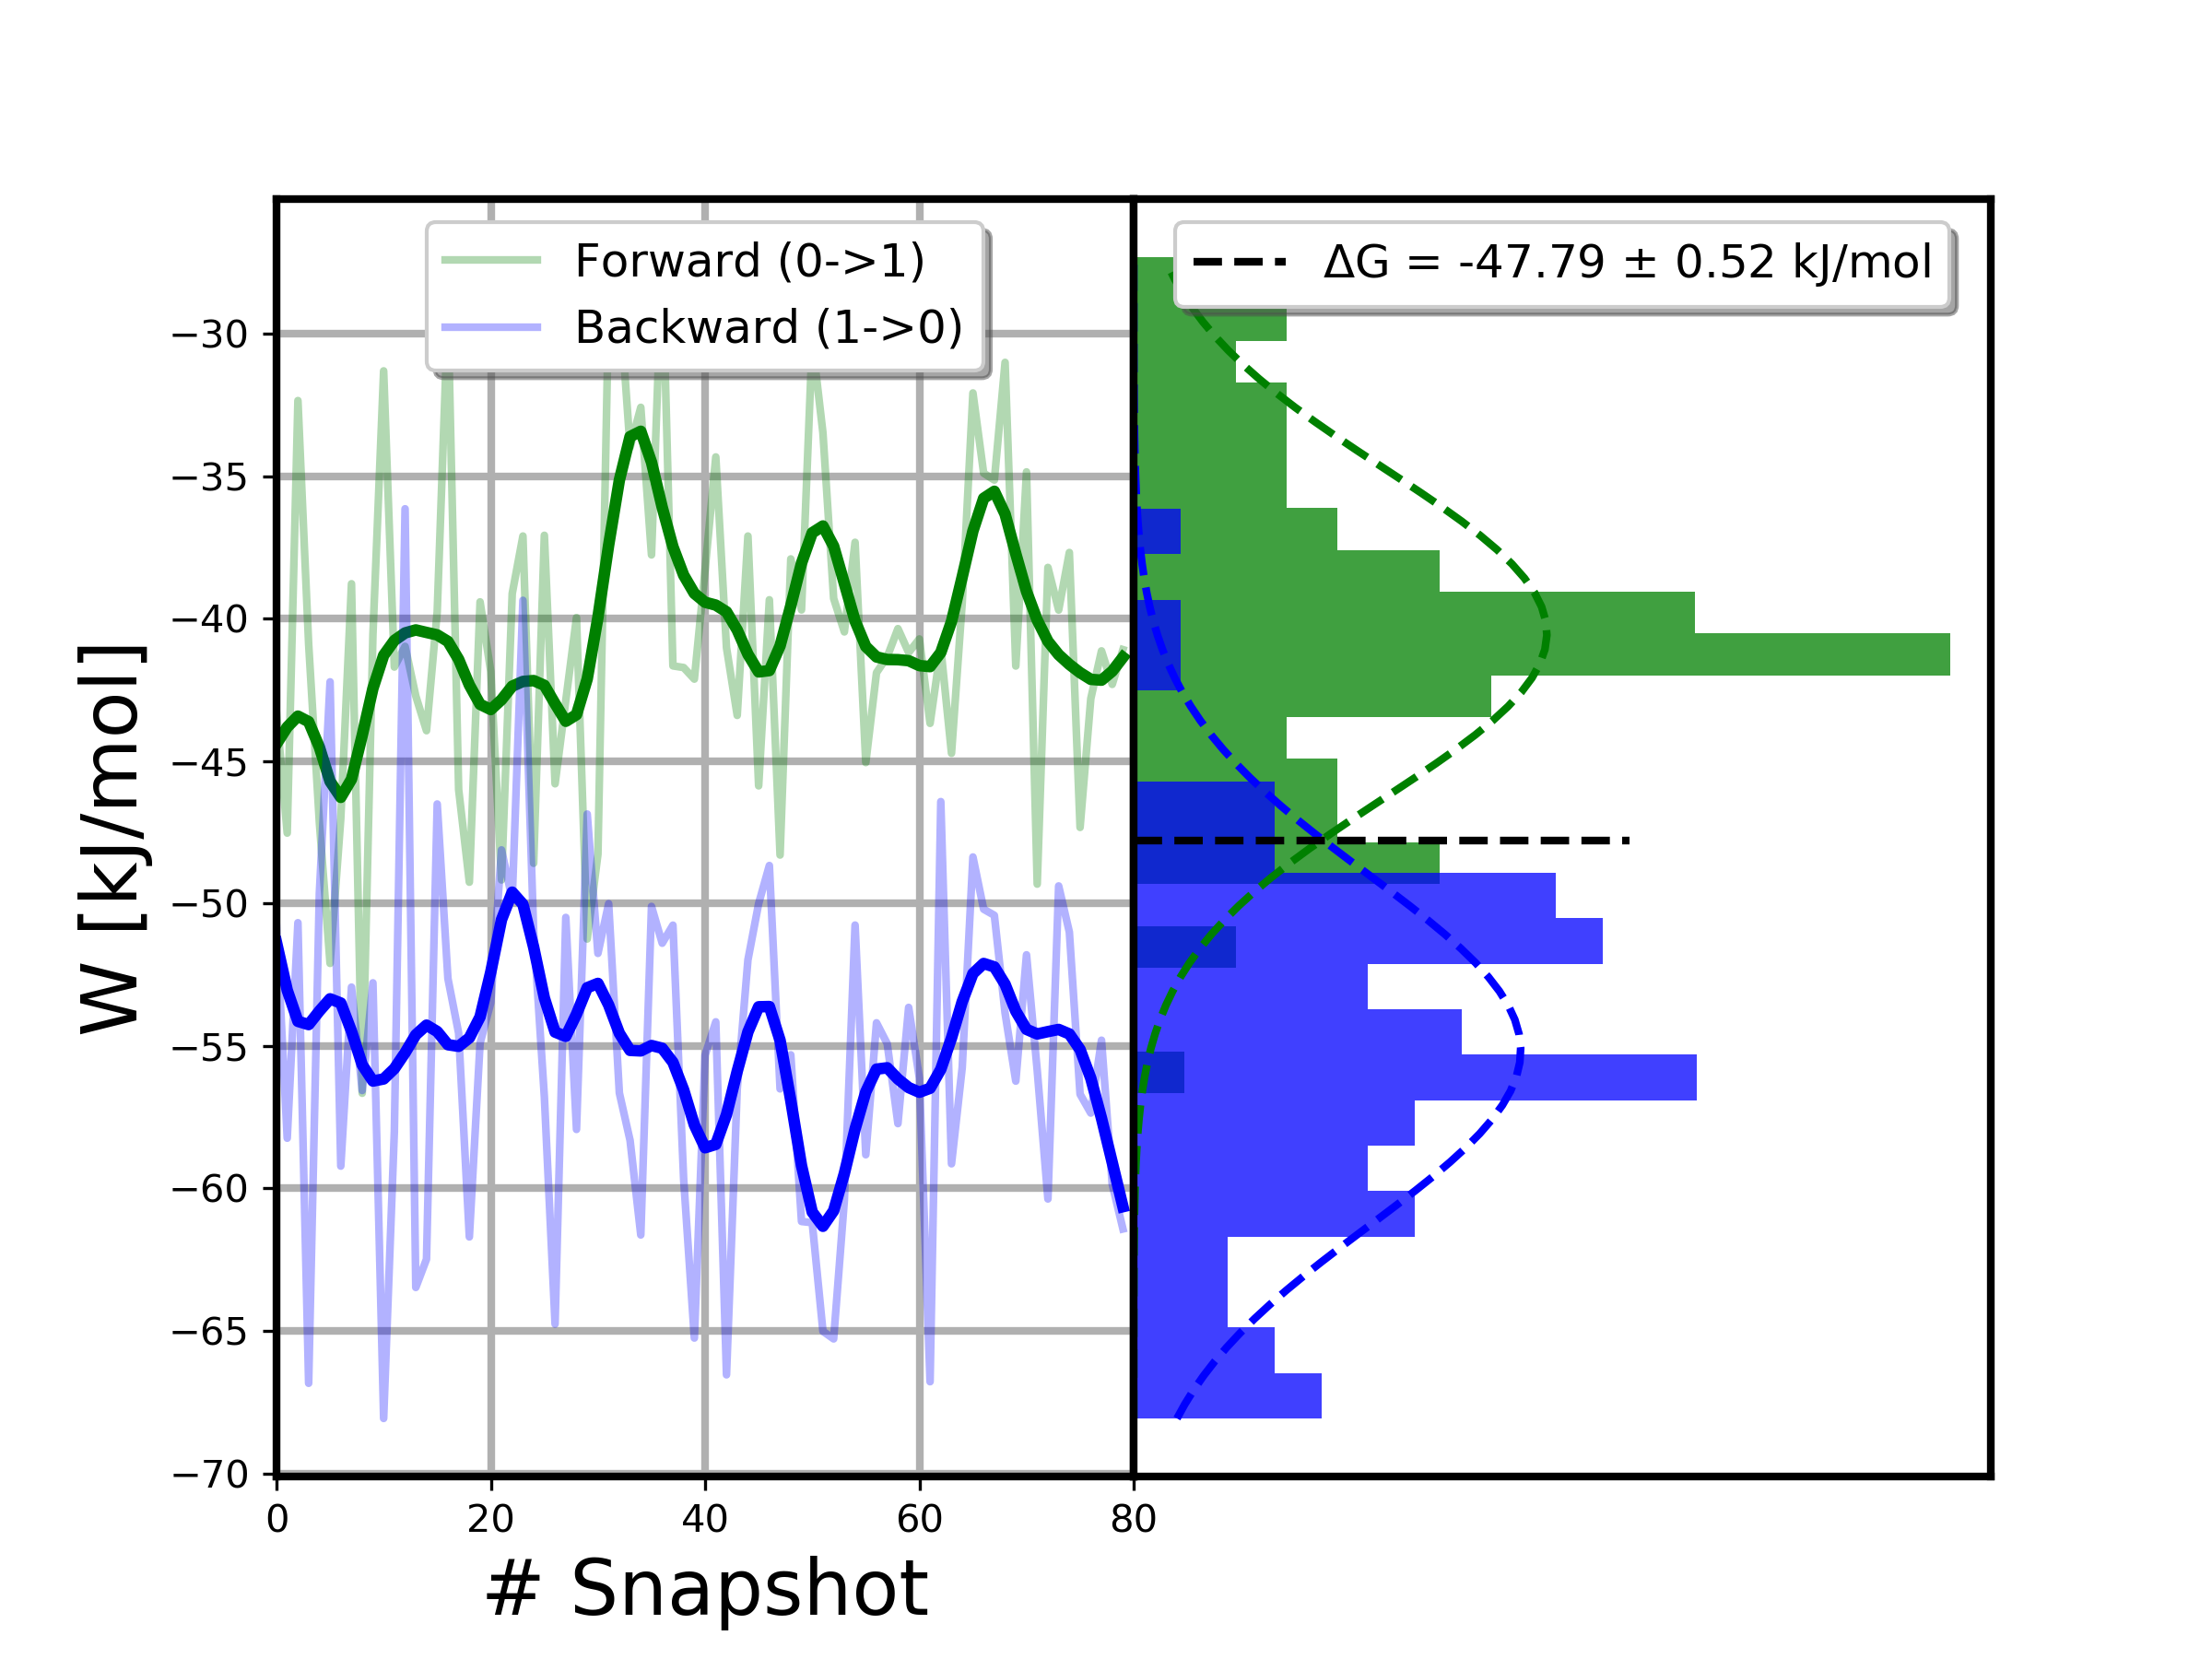 Forward (0->1)
Backward (1->0)
ΔG = -47.79 ± 0.52 kJ/mol
W [kJ/mol]
−30
−35
−40
−45
−50
−55
−60
−65
−70
0 20 40 60 80
# Snapshot